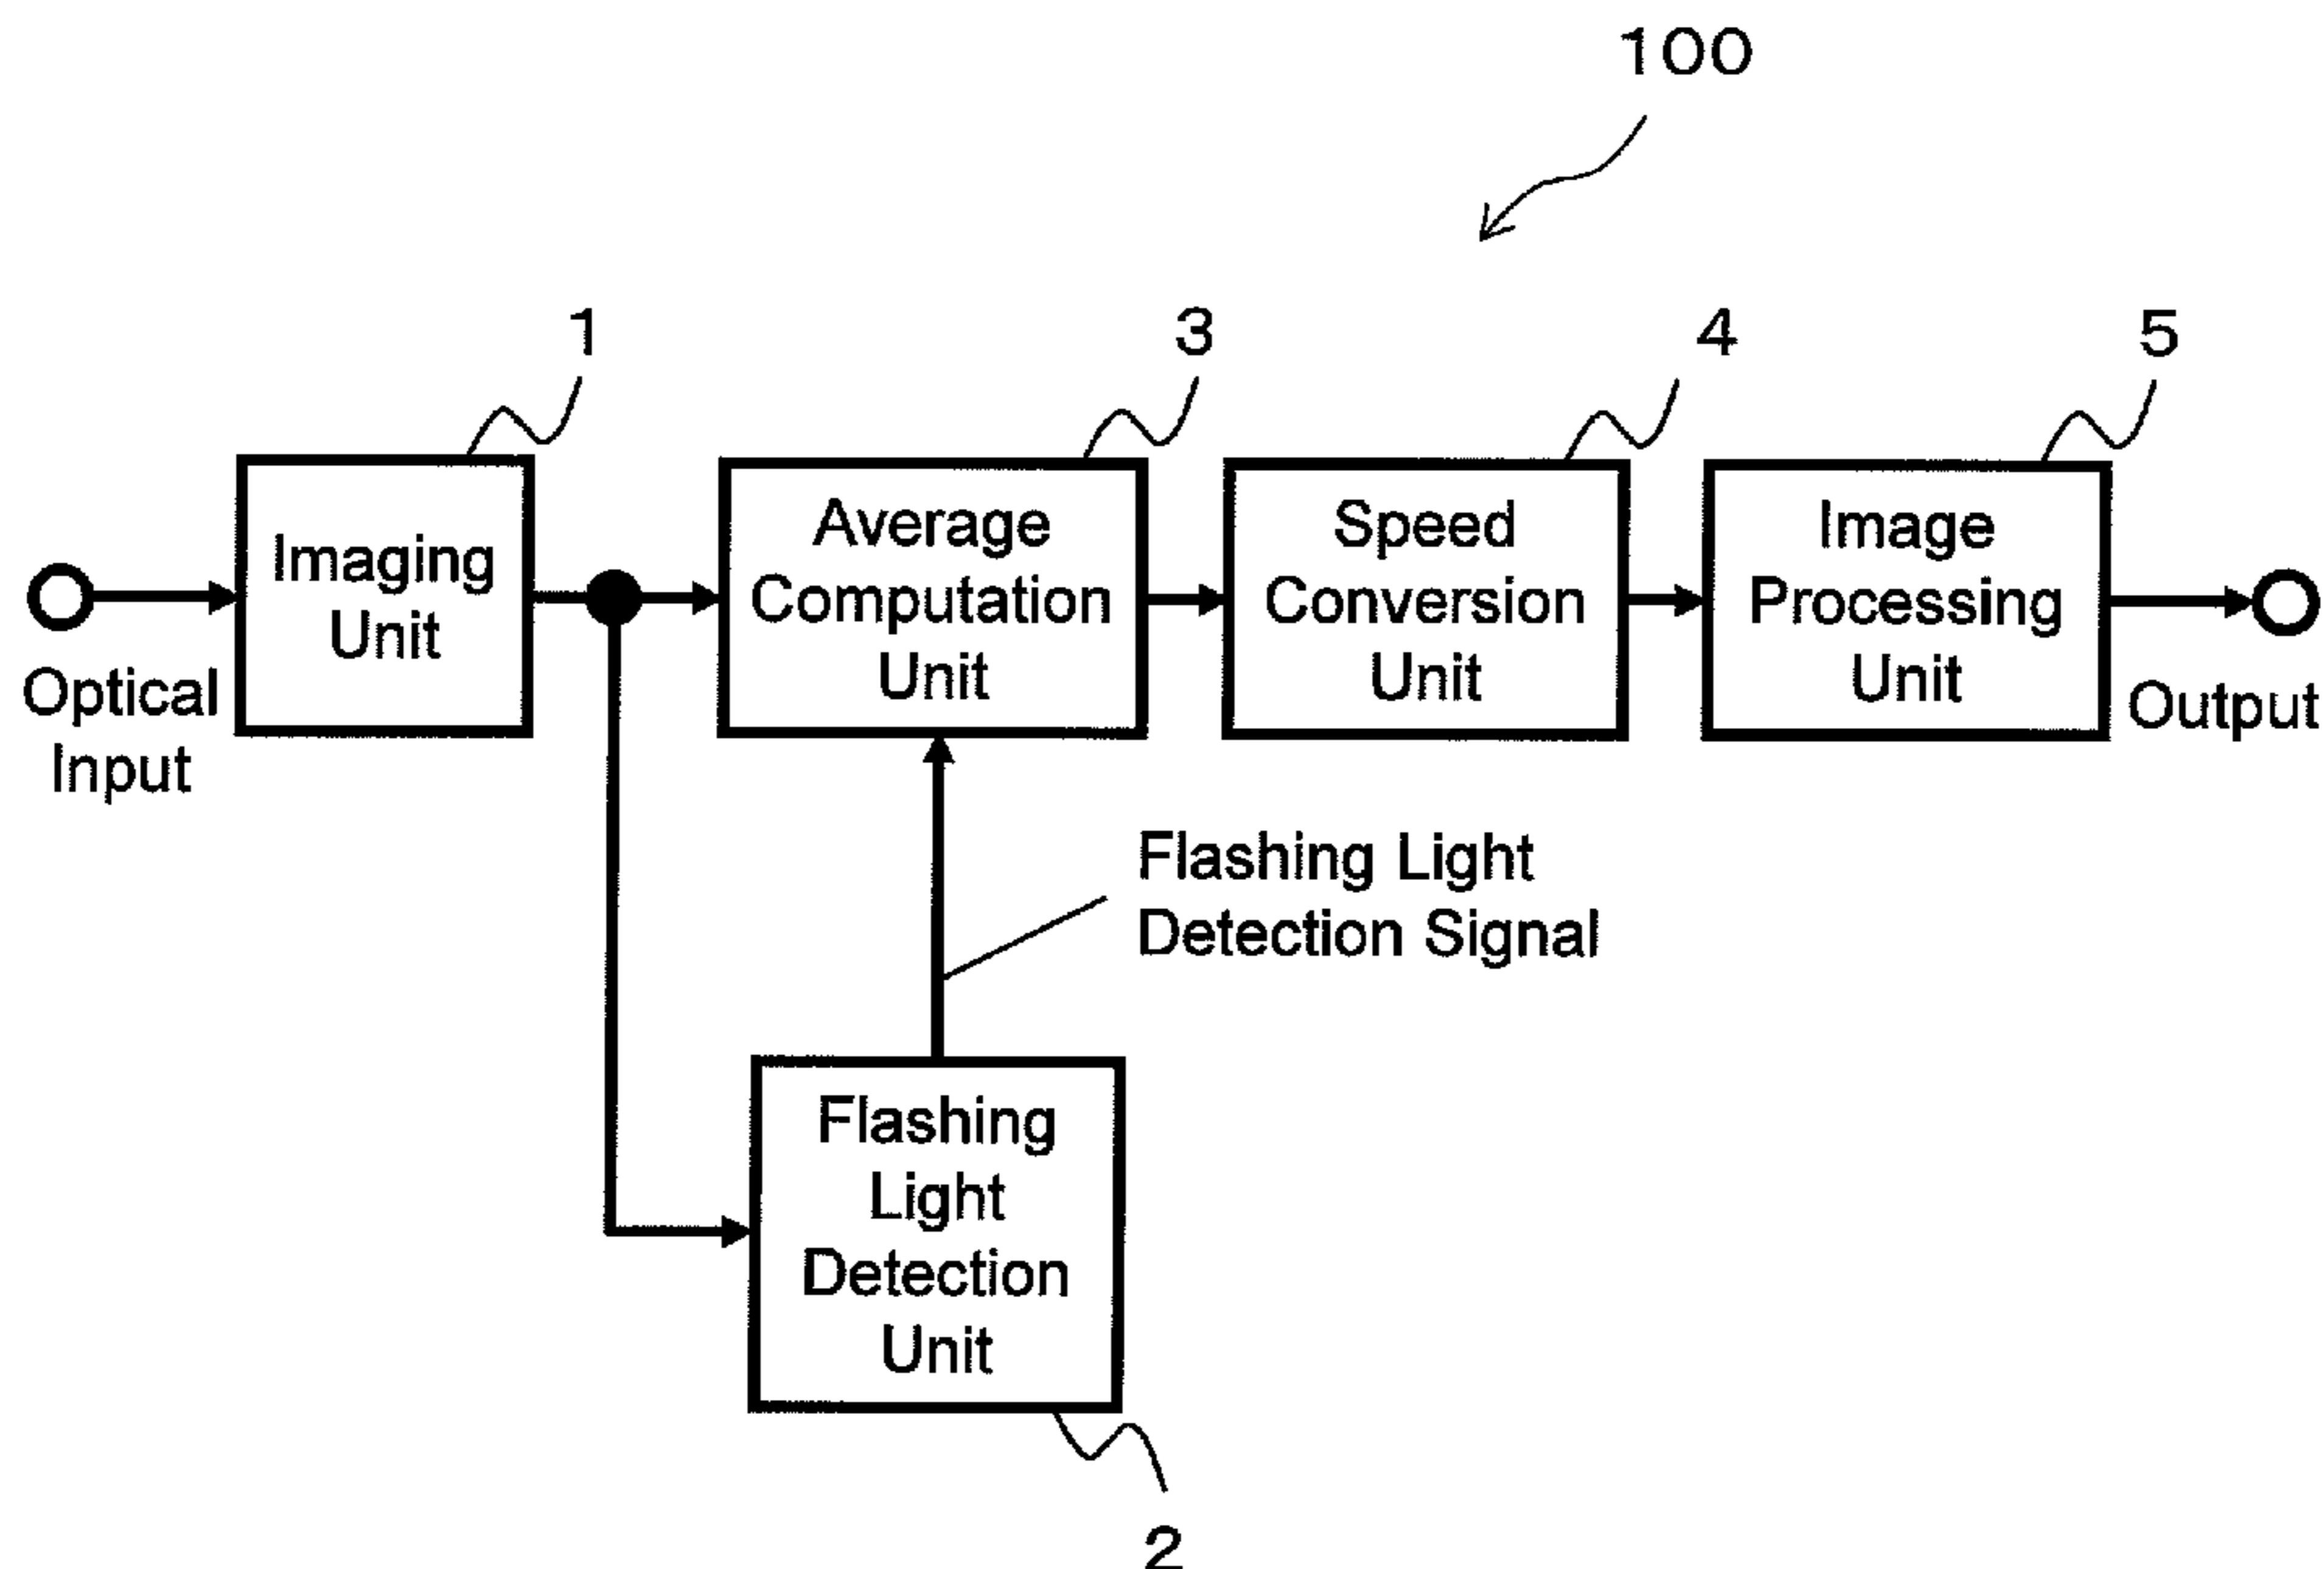 100
1
3
4
5
Imaging
Unit
Average
Computation
Unit
Speed
Conversion
Unit
Image
Processing
Unit
Optical
Input
Output
Flashing Light
Detection Signal
Flashing
Light
Detection
Unit
2